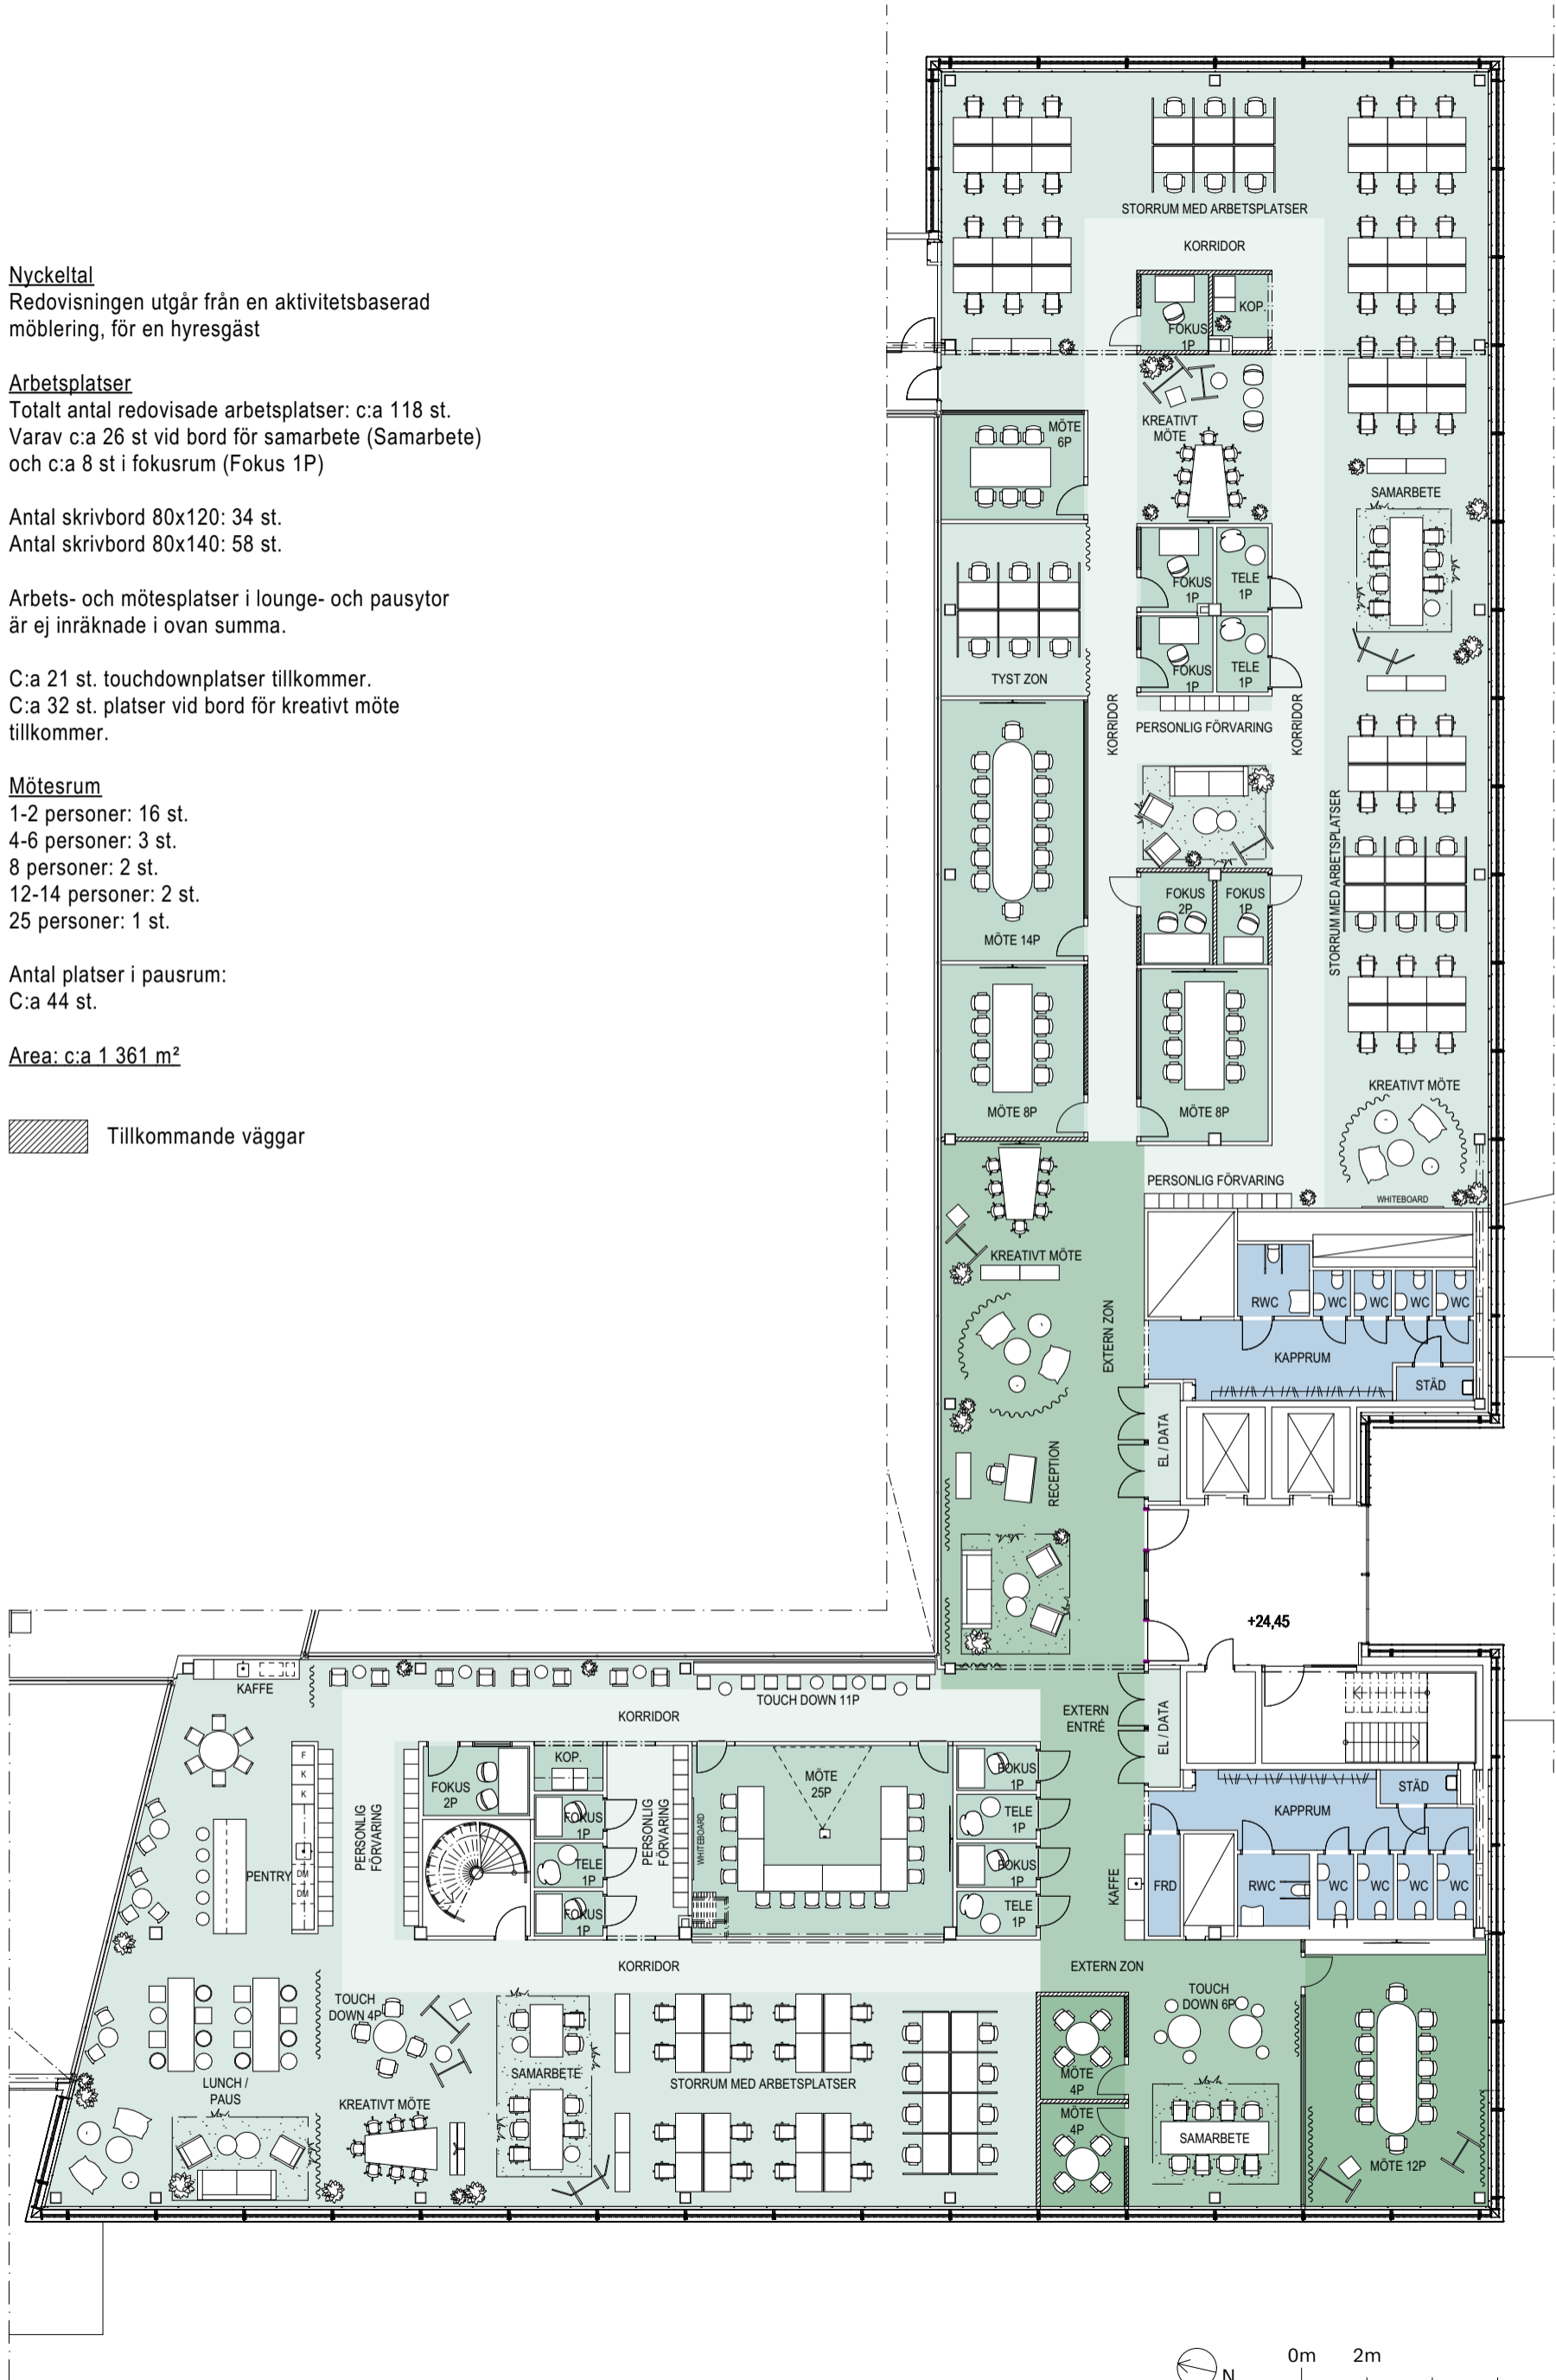 Nyckeltal
Redovisningen utgår från en aktivitetsbaserad
möblering, för en hyresgäst
Arbetsplatser
Totalt antal redovisade arbetsplatser: c:a 118 st.
Varav c:a 26 st vid bord för samarbete (Samarbete)
och c:a 8 st i fokusrum (Fokus 1P)
Antal skrivbord 80x120: 34 st.
Antal skrivbord 80x140: 58 st.
Arbets- och mötesplatser i lounge- och pausytor
är ej inräknade i ovan summa.
C:a 21 st. touchdownplatser tillkommer.
C:a 32 st. platser vid bord för kreativt möte
tillkommer.
Mötesrum
1-2 personer: 16 st.
4-6 personer: 3 st.
8 personer: 2 st.
12-14 personer: 2 st.
25 personer: 1 st.
Antal platser i pausrum:
C:a 44 st.
Area: c:a 1 361 m²
Tillkommande väggar
STORRUM MED ARBETSPLATSER
KORRIDOR
FOKUS
1P
KOP.
KREATIVT
MÖTE
MÖTE
6P
SAMARBETE
FOKUS
1P
TELE
1P
FOKUS
1P
TELE
1P
TYST ZON
KORRIDOR
PERSONLIG FÖRVARING
KORRIDOR
STORRUM MED ARBETSPLATSER
FOKUS
2P
FOKUS
1P
MÖTE 14P
MÖTE 8P
MÖTE 8P
KREATIVT MÖTE
PERSONLIG FÖRVARING
WHITEBOARD
KREATIVT MÖTE
EXTERN ZON
RWC
WC
WC
WC
WC
KAPPRUM
STÄD
EL / DATA
RECEPTION
+24,45
KAFFE
TOUCH DOWN 11P
KORRIDOR
EXTERN
ENTRÉ
EL / DATA
F
K
K
DM
DM
PENTRY
PERSONLIG
FÖRVARING
FOKUS
2P
KOP.
FOKUS
1P
TELE
1P
FOKUS
1P
PERSONLIG
FÖRVARING
WHITEBOARD
MÖTE
25P
FOKUS
1P
TELE
1P
FOKUS
1P
TELE
1P
KAFFE
STÄD
KAPPRUM
FRD
RWC
WC
WC
WC
WC
KORRIDOR
EXTERN ZON
TOUCH
DOWN 4P
TOUCH
DOWN 6P
LUNCH /
PAUS
KREATIVT MÖTE
SAMARBETE
STORRUM MED ARBETSPLATSER
MÖTE
4P
MÖTE
4P
SAMARBETE
MÖTE 12P
N
0m
2m